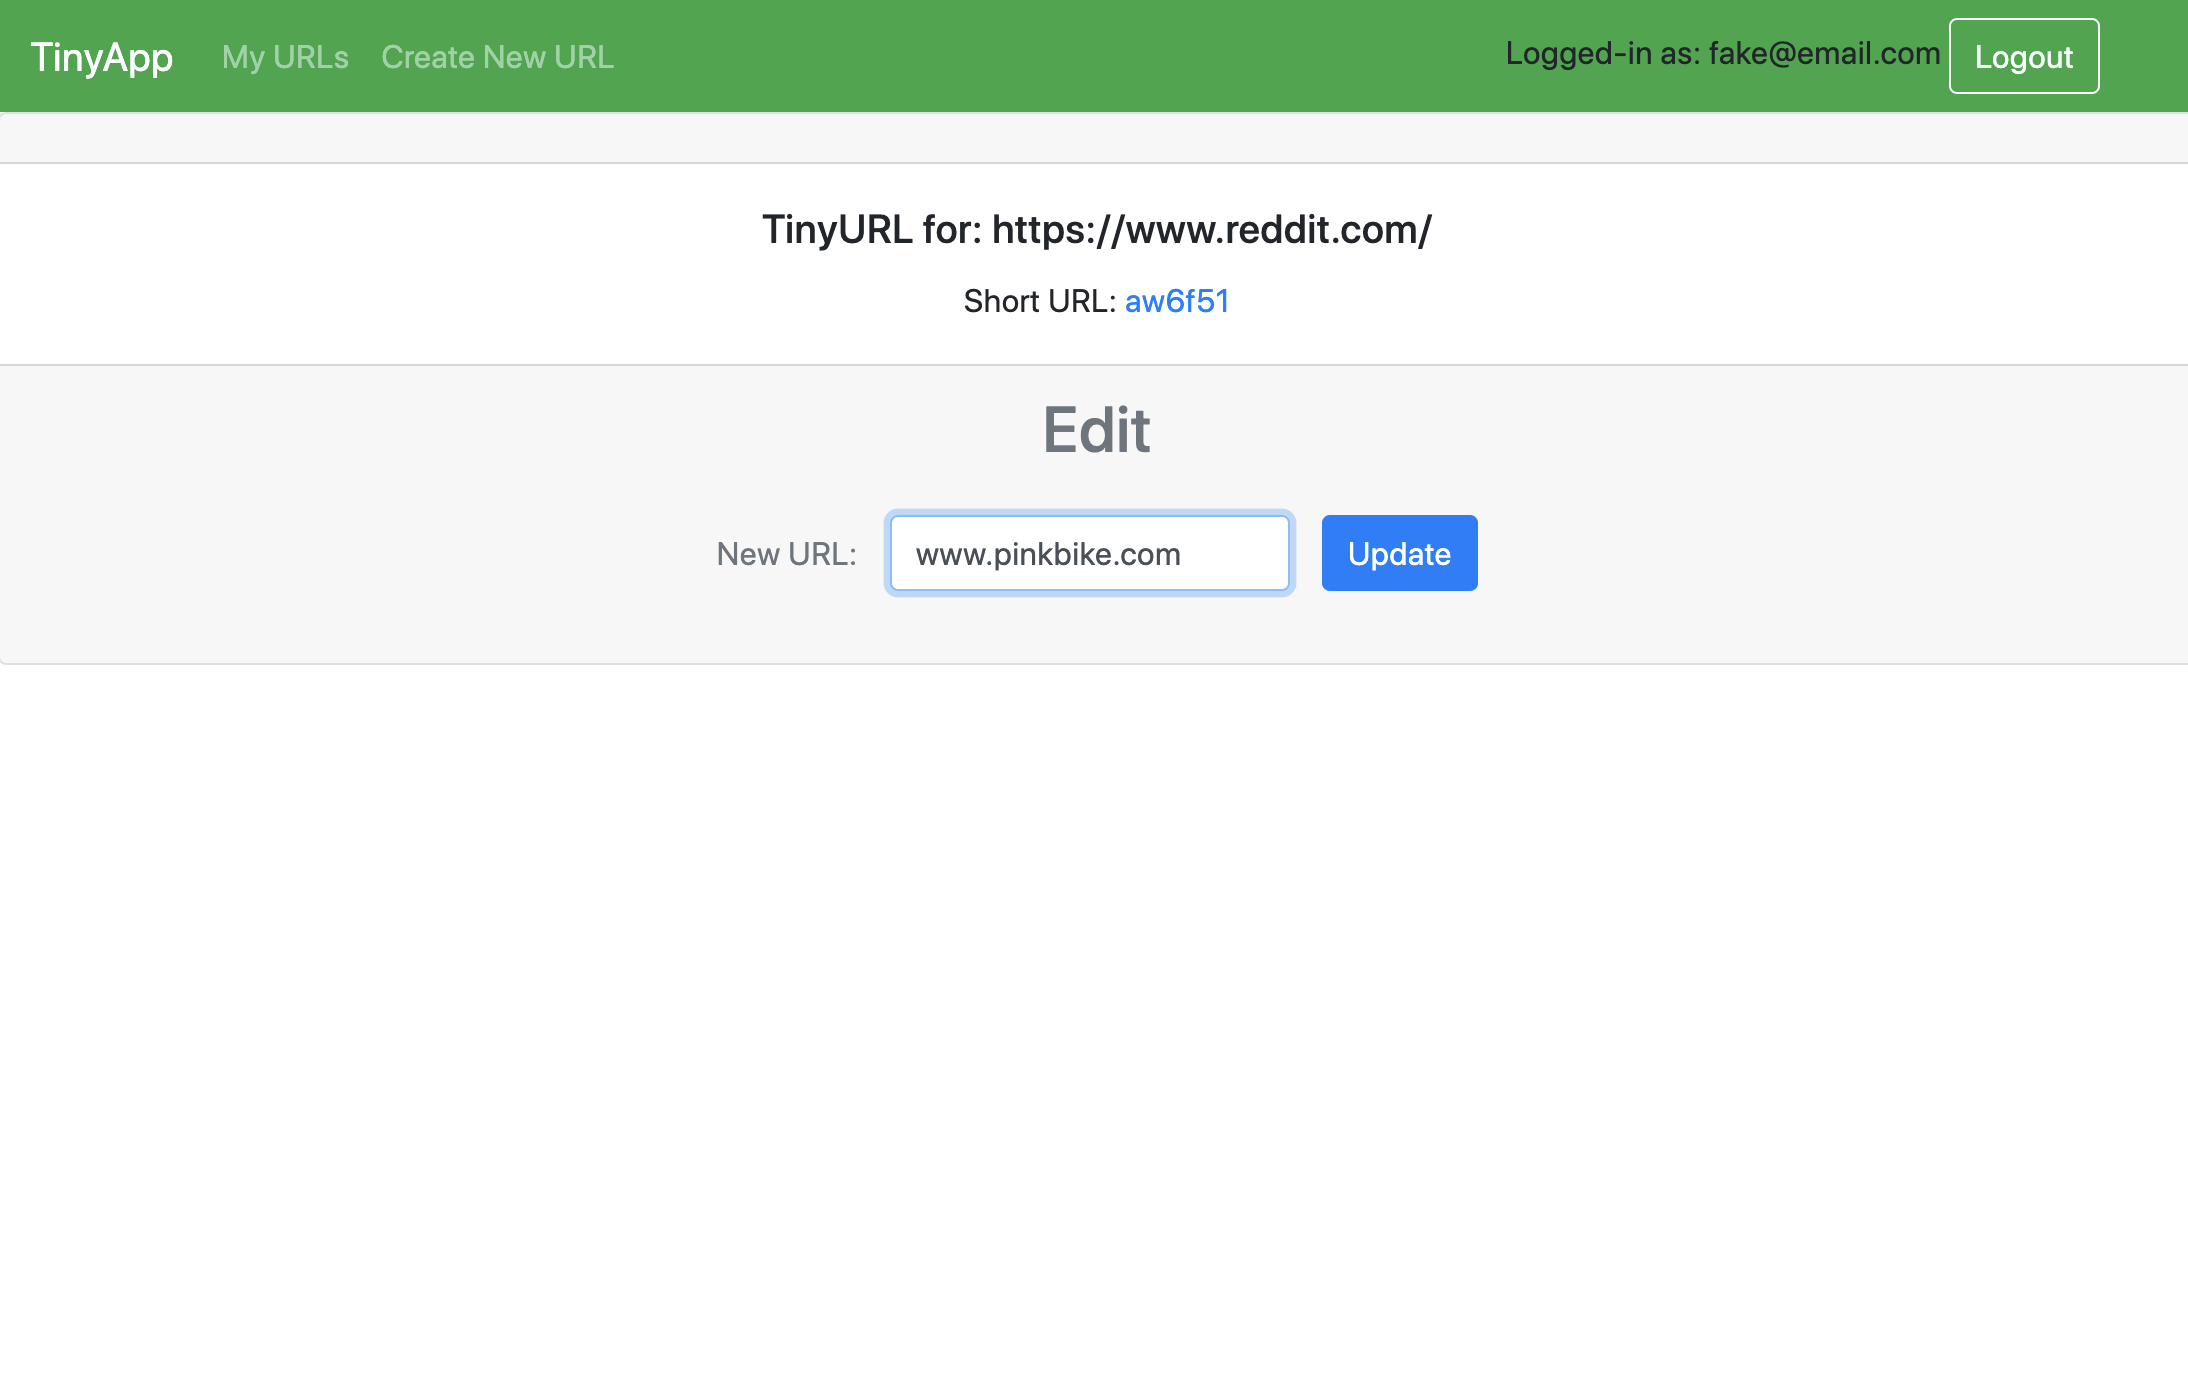 TinyApp My URLs Create New URL Logged-in as: fake@email.com Logout
TinyURL for: https://www.reddit.com/
Short URL: aw6f51
Edit
New URL: www.pinkbike.com Update